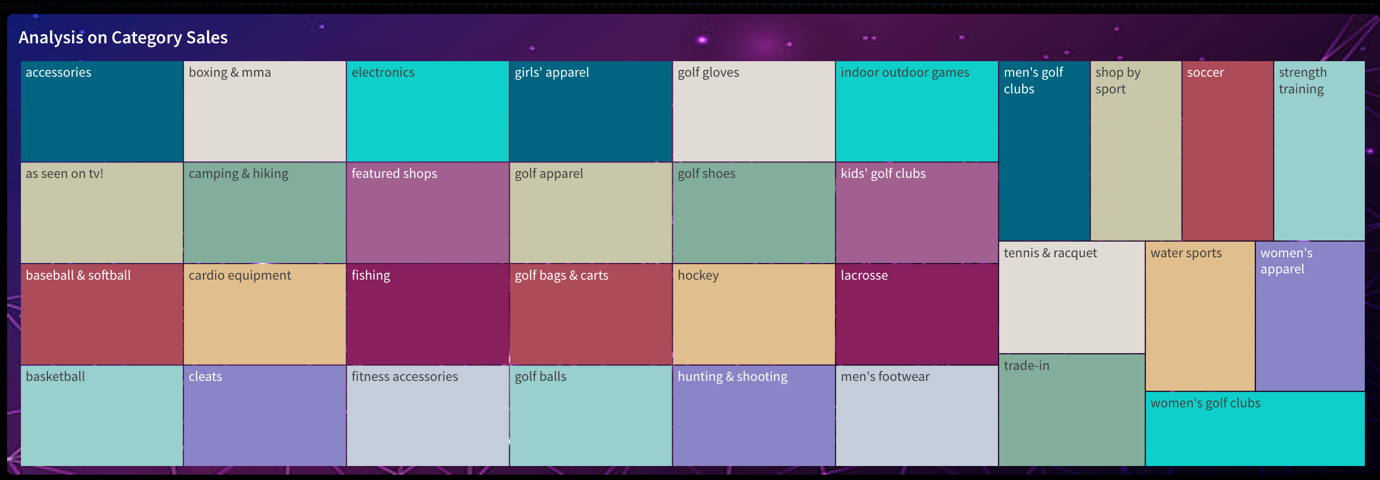 Analysis on Category Sales
accessories
boxing & mma
electronics
girls' apparel
golf gloves
indoor outdoor games
men's golf
clubs
shop by
sport
soccer
strength
training
as seen on tv!
camping & hiking
featured shops
golf apparel
golf shoes
kids' golf clubs
tennis & racquet
water sports
women's
apparel
baseball & softball
cardio equipment
fishing
golf bags & carts
hockey
lacrosse
trade-in
basketball
cleats
fitness accessories
golf balls
hunting & shooting
men's footwear
women's golf clubs